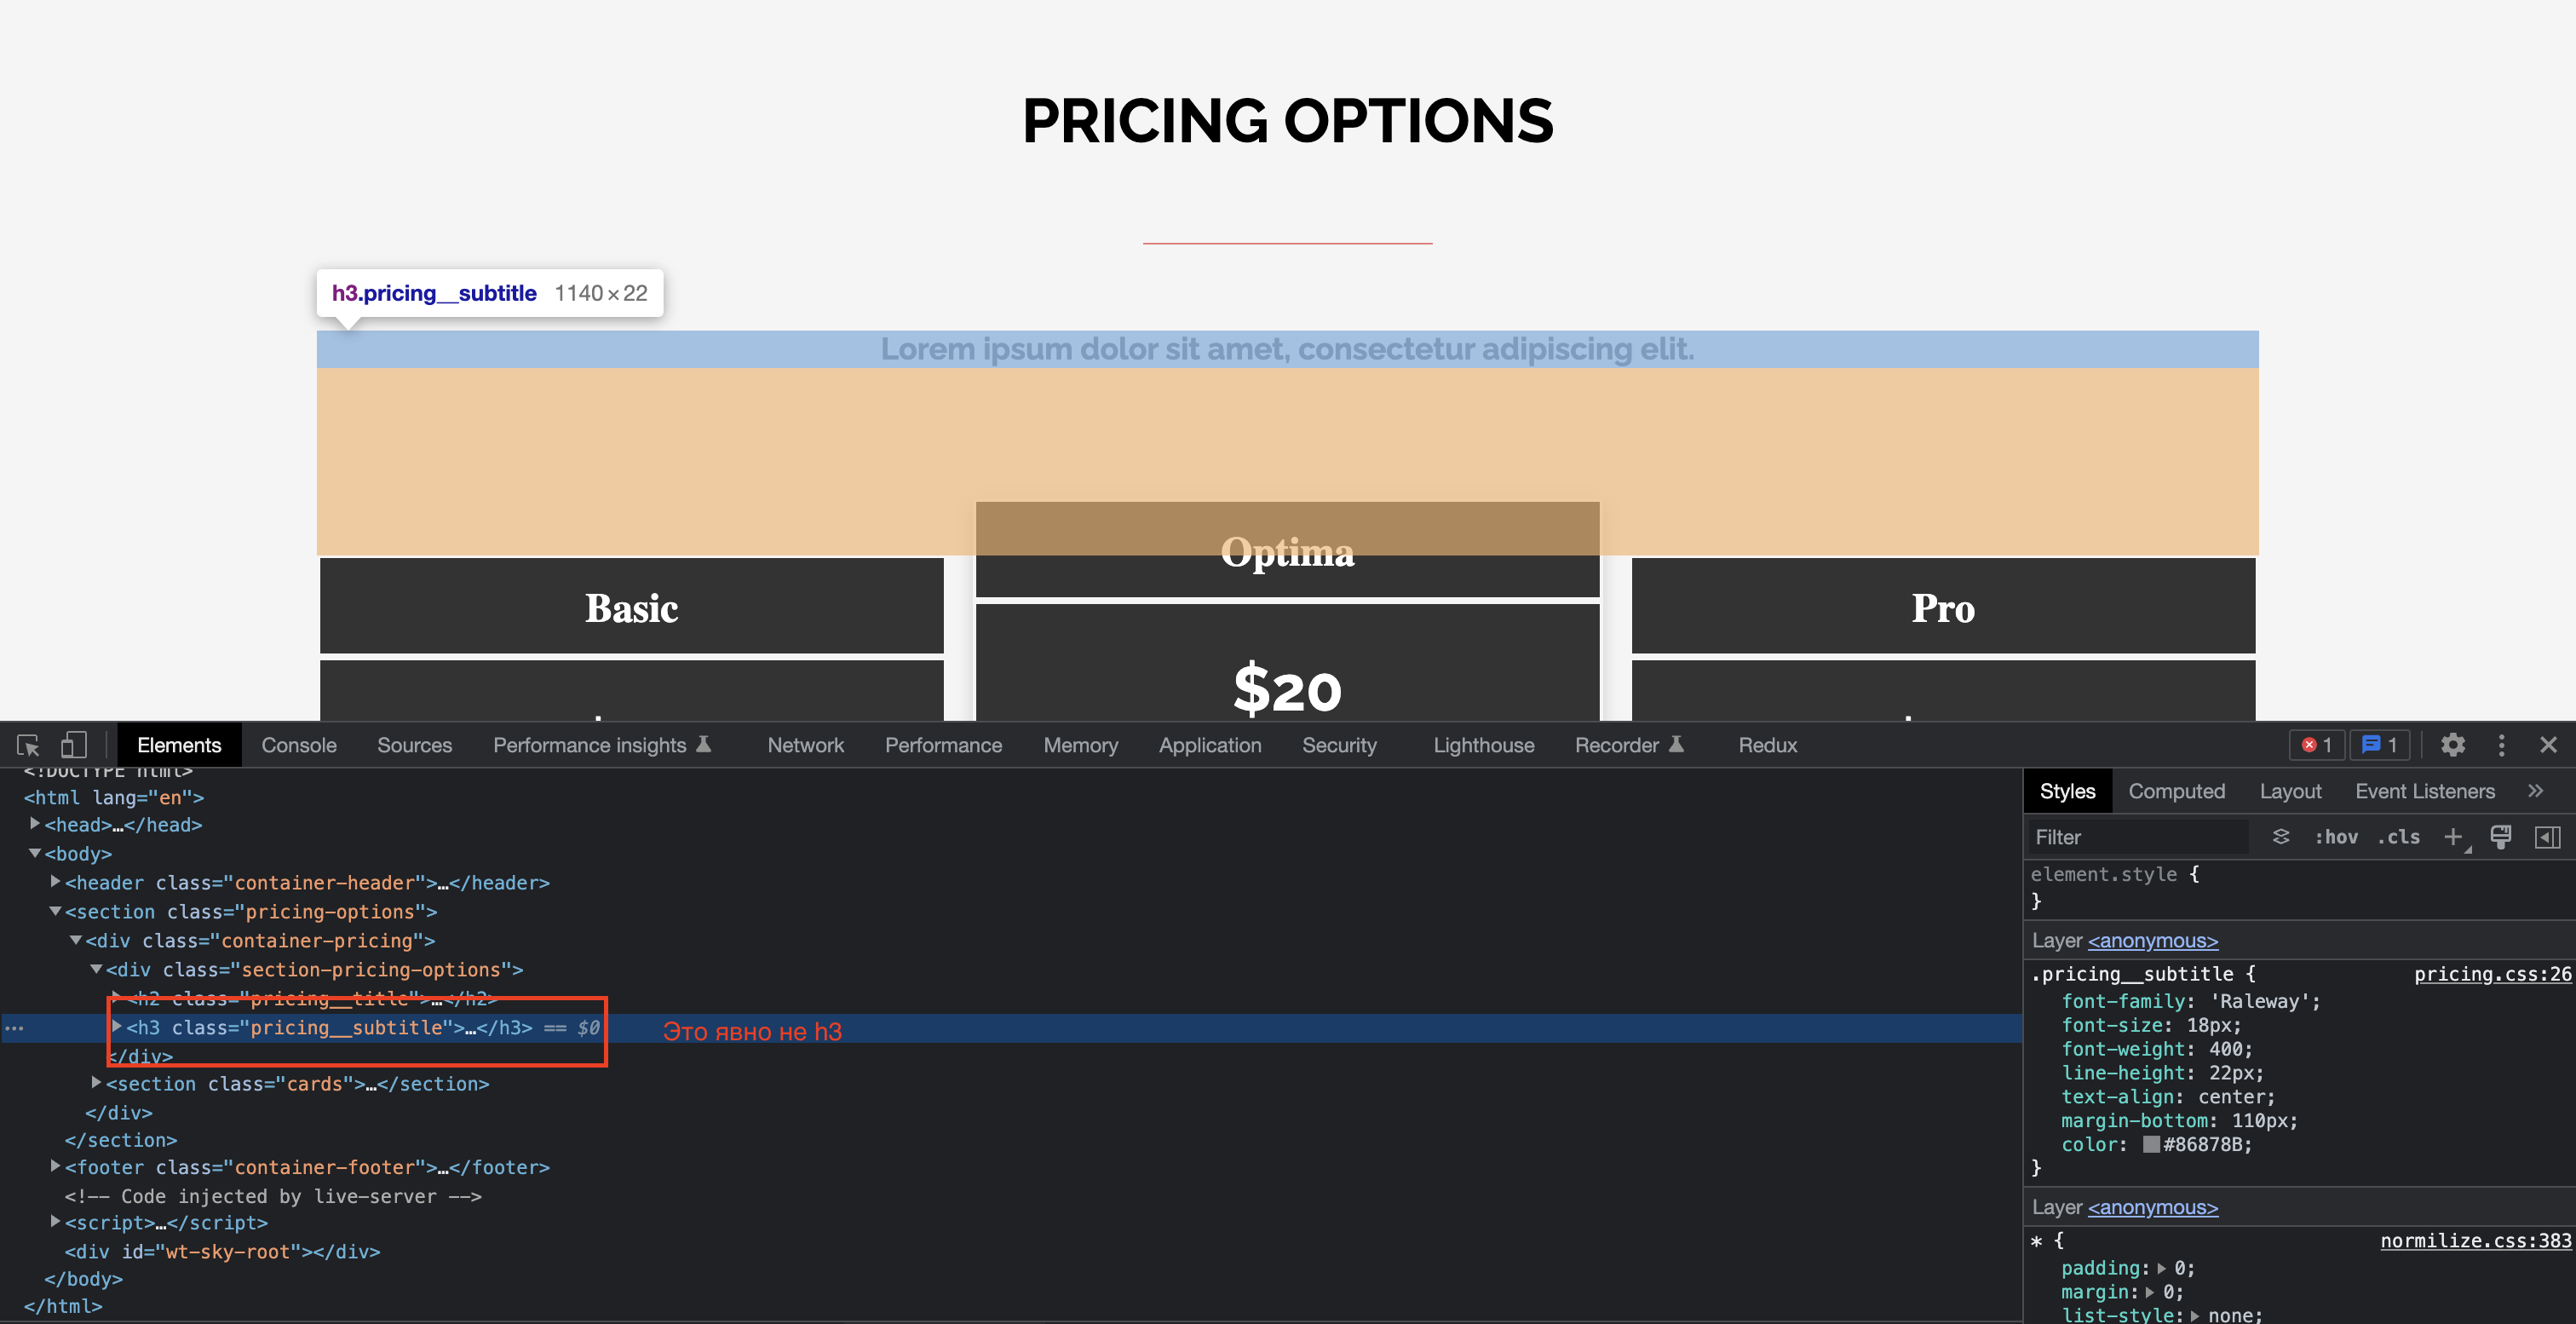 PRICING OPTIONS
h3.pricing__subtitle 1140 × 22
Lorem ipsum dolor sit amet, consectetur adipiscing elit.
Optima
Basic
Pro
$20
Elements Console Sources Performance insights Network Performance Memory Application Security Lighthouse Recorder Redux 1 1
<!DOCTYPE html>
<html lang="en">
<head>…</head>
<body>
<header class="container-header">…</header>
<section class="pricing-options">
<div class="container-pricing">
<div class="section-pricing-options">
<h2 class="pricing__title">…</h2>
<h3 class="pricing__subtitle">…</h3> == $0
Это явно не h3
</div>
<section class="cards">…</section>
</div>
</section>
<footer class="container-footer">…</footer>
<!-- Code injected by live-server -->
<script>…</script>
<div id="wt-sky-root"></div>
</body>
</html>
Styles Computed Layout Event Listeners »
Filter :hov .cls +
element.style {
}
Layer <anonymous>
.pricing__subtitle { pricing.css:26
font-family: 'Raleway';
font-size: 18px;
font-weight: 400;
line-height: 22px;
text-align: center;
margin-bottom: 110px;
color: #86878B;
}
Layer <anonymous>
* { normilize.css:383
padding: 0;
margin: 0;
list-style: none;